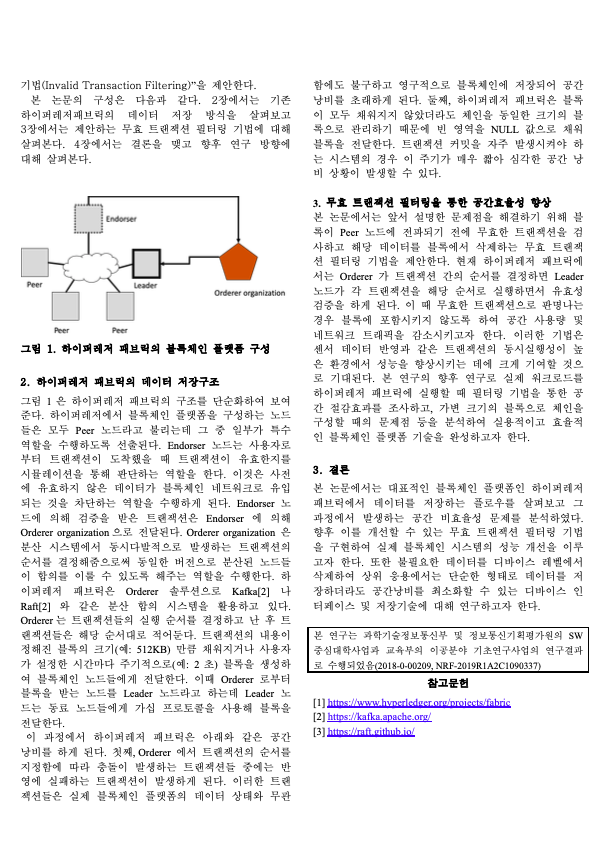 기법(Invalid Transaction Filtering)”을 제안한다.
본 논문의 구성은 다음과 같다. 2장에서는 기존
하이퍼레저패브릭의 데이터 저장 방식을 살펴보고
3장에서는 제안하는 무효 트랜잭션 필터링 기법에 대해
살펴본다. 4장에서는 결론을 맺고 향후 연구 방향에
대해 살펴본다.
Endorser
Peer
Leader
Orderer organization
Peer
Peer
그림 1. 하이퍼레저 패브릭의 블록체인 플랫폼 구성
2. 하이퍼레저 패브릭의 데이터 저장구조
그림 1 은 하이퍼레저 패브릭의 구조를 단순화하여 보여
준다. 하이퍼레저에서 블록체인 플랫폼을 구성하는 노드
들은 모두 Peer 노드라고 불리는데 그 중 일부가 특수
역할을 수행하도록 선출된다. Endorser 노드는 사용자로
부터 트랜잭션이 도착했을 때 트랜잭션이 유효한지를
시뮬레이션을 통해 판단하는 역할을 한다. 이것은 사전
에 유효하지 않은 데이터가 블록체인 네트워크로 유입
되는 것을 차단하는 역할을 수행하게 된다. Endorser 노
드에 의해 검증을 받은 트랜잭션은 Endorser 에 의해
Orderer organization 으로 전달된다. Orderer organization 은
분산 시스템에서 동시다발적으로 발생하는 트랜잭션의
순서를 결정해줌으로써 동일한 버전으로 분산된 노드들
이 합의를 이룰 수 있도록 해주는 역할을 수행한다. 하
이퍼레저 패브릭은 Orderer 솔루션으로 Kafka[2] 나
Raft[2] 와 같은 분산 합의 시스템을 활용하고 있다.
Orderer 는 트랜잭션들의 실행 순서를 결정하고 난 후 트
랜잭션들은 해당 순서대로 적어둔다. 트랜잭션의 내용이
정해진 블록의 크기(예: 512KB) 만큼 채워지거나 사용자
가 설정한 시간마다 주기적으로(예: 2 초) 블록을 생성하
여 블록체인 노드들에게 전달한다. 이때 Orderer 로부터
블록을 받는 노드를 Leader 노드라고 하는데 Leader 노
드는 동료 노드들에게 가십 프로토콜을 사용해 블록을
전달한다.
이 과정에서 하이퍼레저 패브릭은 아래와 같은 공간
낭비를 하게 된다. 첫째, Orderer 에서 트랜잭션의 순서를
지정함에 따라 충돌이 발생하는 트랜잭션들 중에는 반
영에 실패하는 트랜잭션이 발생하게 된다. 이러한 트랜
잭션들은 실제 블록체인 플랫폼의 데이터 상태와 무관
함에도 불구하고 영구적으로 블록체인에 저장되어 공간
낭비를 초래하게 된다. 둘째, 하이퍼레저 패브릭은 블록
이 모두 채워지지 않았더라도 체인을 동일한 크기의 블
록으로 관리하기 때문에 빈 영역을 NULL 값으로 채워
블록을 전달한다. 트랜잭션 커밋을 자주 발생시켜야 하
는 시스템의 경우 이 주기가 매우 짧아 심각한 공간 낭
비 상황이 발생할 수 있다.
3. 무효 트랜잭션 필터링을 통한 공간효율성 향상
본 논문에서는 앞서 설명한 문제점을 해결하기 위해 블
록이 Peer 노드에 전파되기 전에 무효한 트랜잭션을 검
사하고 해당 데이터를 블록에서 삭제하는 무효 트랜잭
션 필터링 기법을 제안한다. 현재 하이퍼레저 패브릭에
서는 Orderer 가 트랜잭션 간의 순서를 결정하면 Leader
노드가 각 트랜잭션을 해당 순서로 실행하면서 유효성
검증을 하게 된다. 이 때 무효한 트랜잭션으로 판명나는
경우 블록에 포함시키지 않도록 하여 공간 사용량 및
네트워크 트래픽을 감소시키고자 한다. 이러한 기법은
센서 데이터 반영과 같은 트랜잭션의 동시실행성이 높
은 환경에서 성능을 향상시키는 데에 크게 기여할 것으
로 기대된다. 본 연구의 향후 연구로 실제 워크로드를
하이퍼레저 패브릭에 실행할 때 필터링 기법을 통한 공
간 절감효과를 조사하고, 가변 크기의 블록으로 체인을
구성할 때의 문제점 등을 분석하여 실용적이고 효율적
인 블록체인 플랫폼 기술을 완성하고자 한다.
3. 결론
본 논문에서는 대표적인 블록체인 플랫폼인 하이퍼레저
패브릭에서 데이터를 저장하는 플로우를 살펴보고 그
과정에서 발생하는 공간 비효율성 문제를 분석하였다.
향후 이를 개선할 수 있는 무효 트랜잭션 필터링 기법
을 구현하여 실제 블록체인 시스템의 성능 개선을 이루
고자 한다. 또한 불필요한 데이터를 디바이스 레벨에서
삭제하여 상위 응용에서는 단순한 형태로 데이터를 저
장하더라도 공간낭비를 최소화할 수 있는 디바이스 인
터페이스 및 저장기술에 대해 연구하고자 한다.
본 연구는 과학기술정보통신부 및 정보통신기획평가원의 SW
중심대학사업과 교육부의 이공분야 기초연구사업의 연구결과
로 수행되었음(2018-0-00209, NRF-2019R1A2C1090337)
참고문헌
[1] https://www.hyperledger.org/projects/fabric
[2] https://kafka.apache.org/
[3] https://raft.github.io/